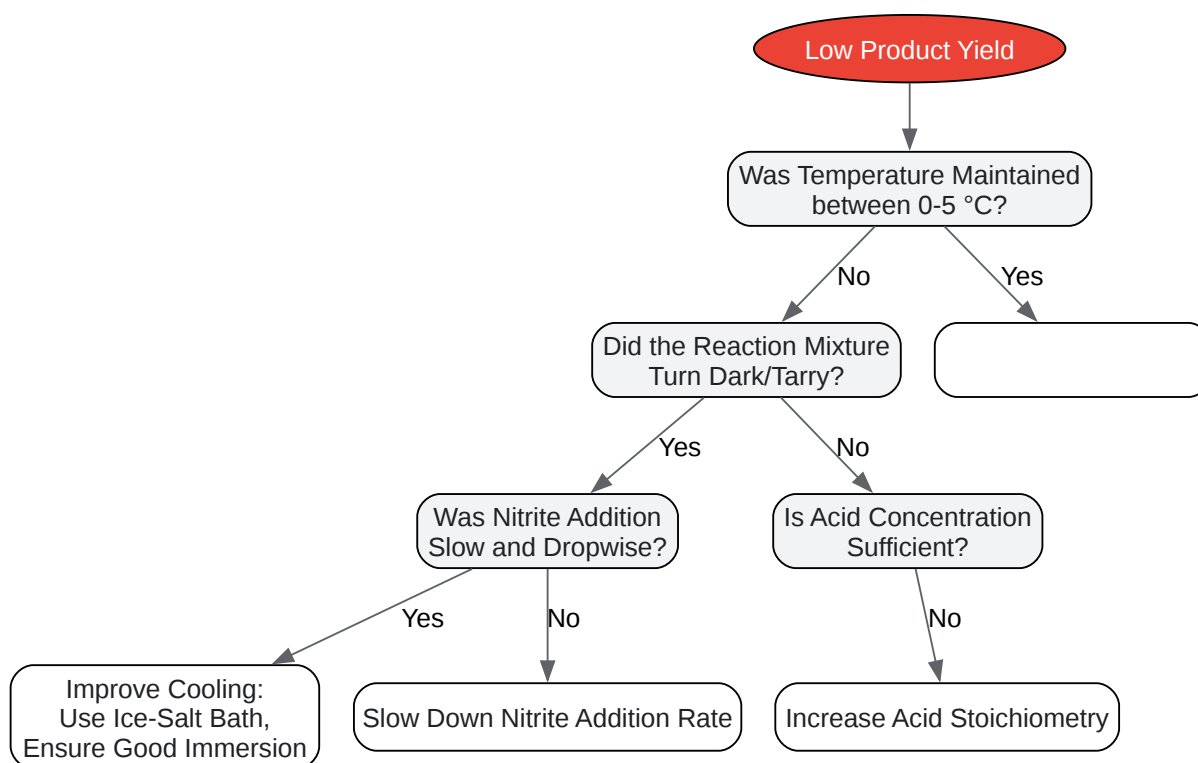 Low Product Yield
Was Temperature Maintained
between 0-5 °C?
No
Yes
Did the Reaction Mixture
Turn Dark/Tarry?
Yes
No
Was Nitrite Addition
Slow and Dropwise?
Is Acid Concentration
Sufficient?
Yes
No
No
Improve Cooling:
Use Ice-Salt Bath,
Ensure Good Immersion
Slow Down Nitrite Addition Rate
Increase Acid Stoichiometry